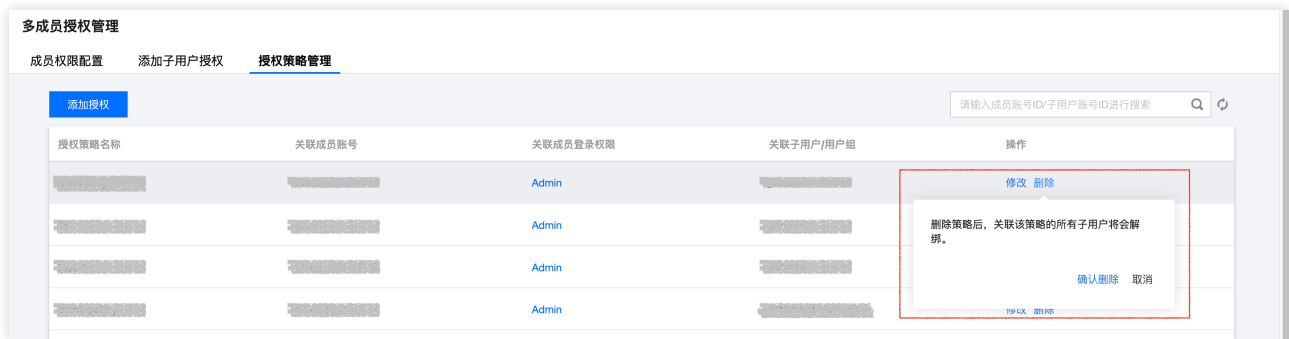 多成员授权管理
成员权限配置 添加子用户授权 授权策略管理
添加授权 请输入成员账号ID/子用户账号ID进行搜索
授权策略名称 关联成员账号 关联成员登录权限 关联子用户/用户组 操作
Admin 修改 删除
删除策略后，关联该策略的所有子用户将会解
绑。
Admin
Admin
确认删除 取消
Admin 修改 删除